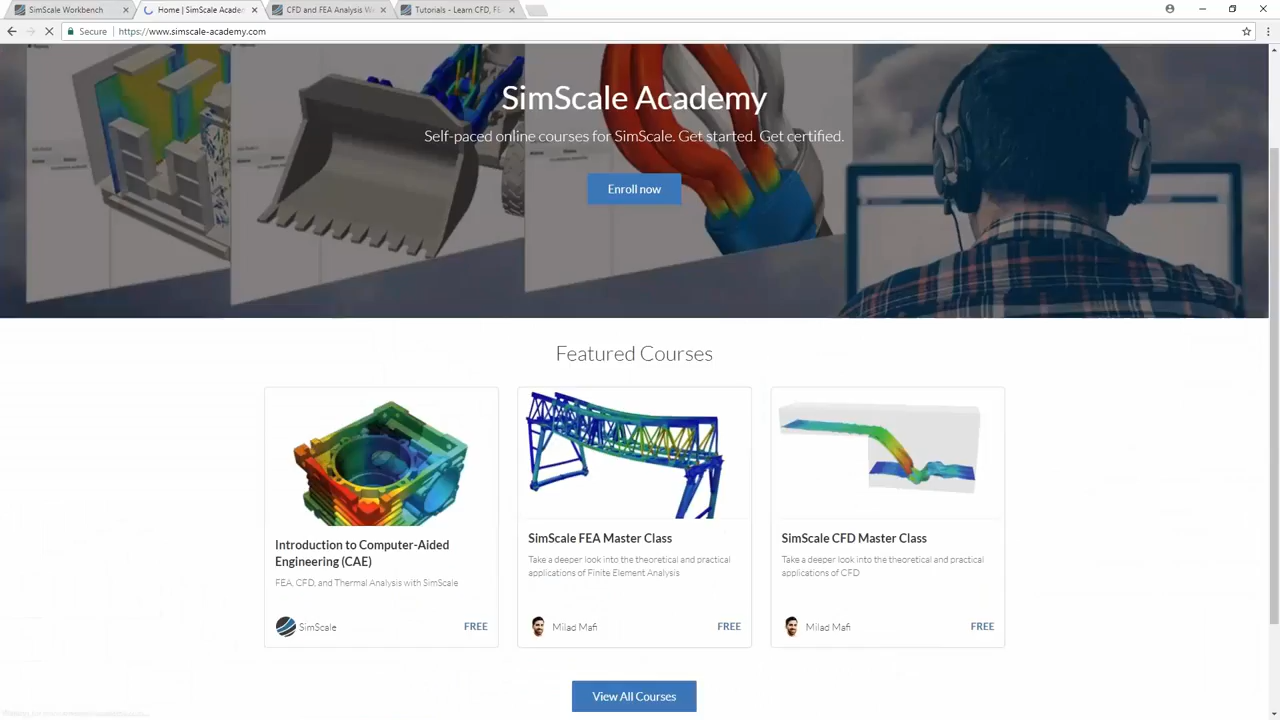 SimScale Workbench
Home | SimScale Acade
CFD and FEA Analysis W
Tutorials - Learn CFD, FE
Secure
https://www.simscale-academy.com
SimScale Academy
Self-paced online courses for SimScale. Get started. Get certified.
Enroll now
Featured Courses
Introduction to Computer-Aided
Engineering (CAE)
FEA, CFD, and Thermal Analysis with SimScale
SimScale
FREE
SimScale FEA Master Class
Take a deeper look into the theoretical and practical
applications of Finite Element Analysis
Milad Mafi
FREE
SimScale CFD Master Class
Take a deeper look into the theoretical and practical
applications of CFD
Milad Mafi
FREE
View All Courses